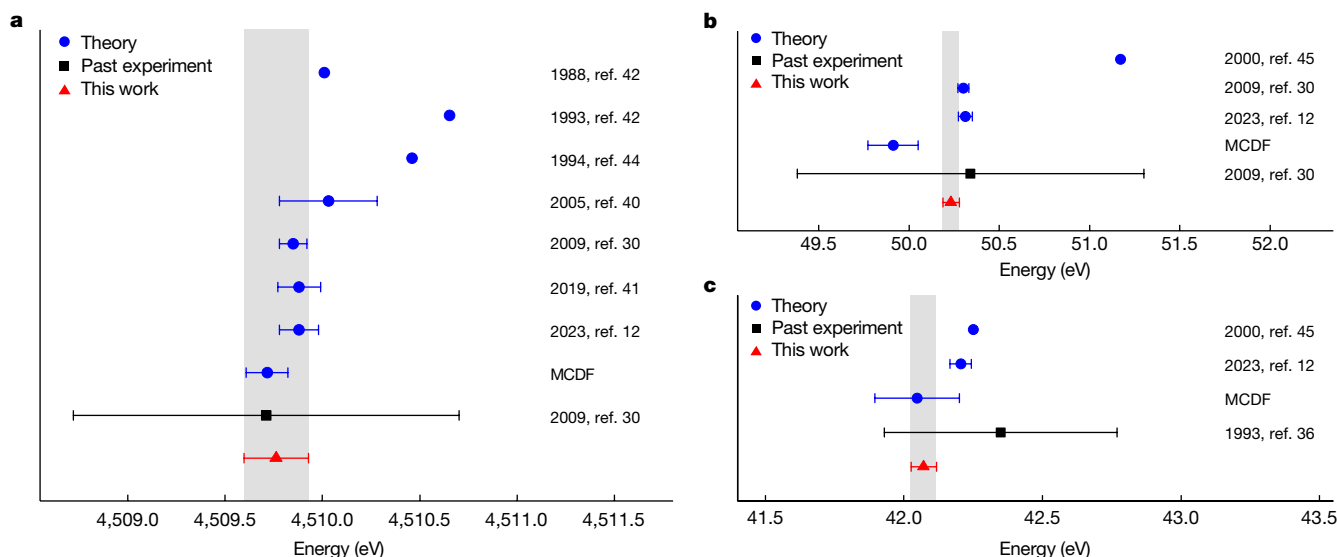 a
Theory
Past experiment
This work
1988, ref. 42
1993, ref. 42
1994, ref. 44
2005, ref. 40
2009, ref. 30
2019, ref. 41
2023, ref. 12
MCDF
2009, ref. 30
4,509.0 4,509.5 4,510.0 4,510.5 4,511.0 4,511.5
Energy (eV)
b
Theory
Past experiment
This work
2000, ref. 45
2009, ref. 30
2023, ref. 12
MCDF
2009, ref. 30
49.5 50.0 50.5 51.0 51.5 52.0
Energy (eV)
c
Theory
Past experiment
This work
2000, ref. 45
2023, ref. 12
MCDF
1993, ref. 36
41.5 42.0 42.5 43.0 43.5
Energy (eV)